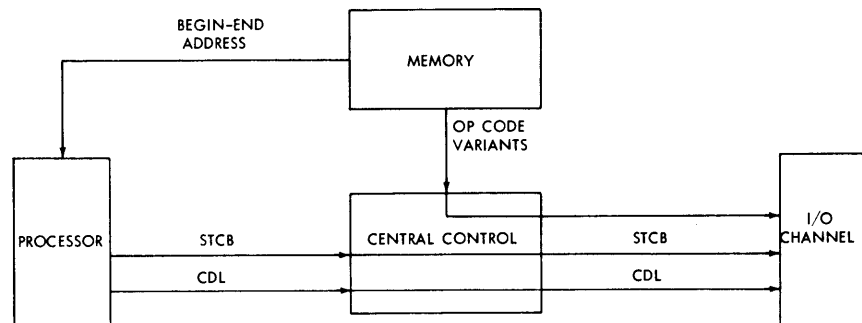 BEGIN-END
ADDRESS
MEMORY
OP CODE
VARIANTS
PROCESSOR
STCB
CENTRAL CONTROL
STCB
I/O
CHANNEL
CDL
CDL